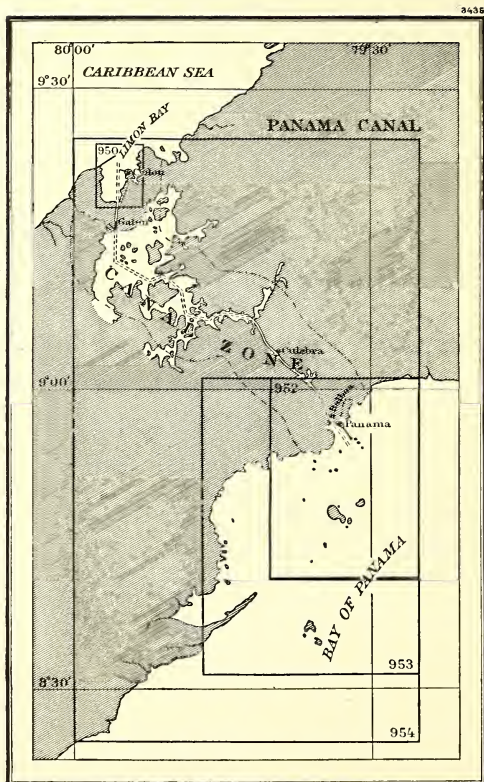 3435
80°00'
79°30'
9°30'
CARIBBEAN SEA
LIMON BAY
PANAMA CANAL
950
Colon
Gatun
CANAL
ZONE
Culebra
9°00'
952
Balboa
Panama
BAY OF PANAMA
8°30'
953
954